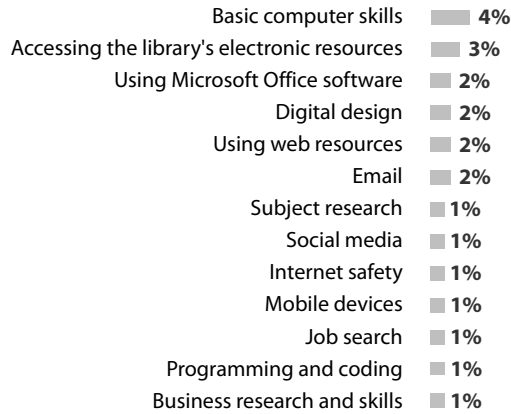 Basic computer skills 4%
Accessing the library's electronic resources 3%
Using Microsoft Office software 2%
Digital design 2%
Using web resources 2%
Email 2%
Subject research 1%
Social media 1%
Internet safety 1%
Mobile devices 1%
Job search 1%
Programming and coding 1%
Business research and skills 1%